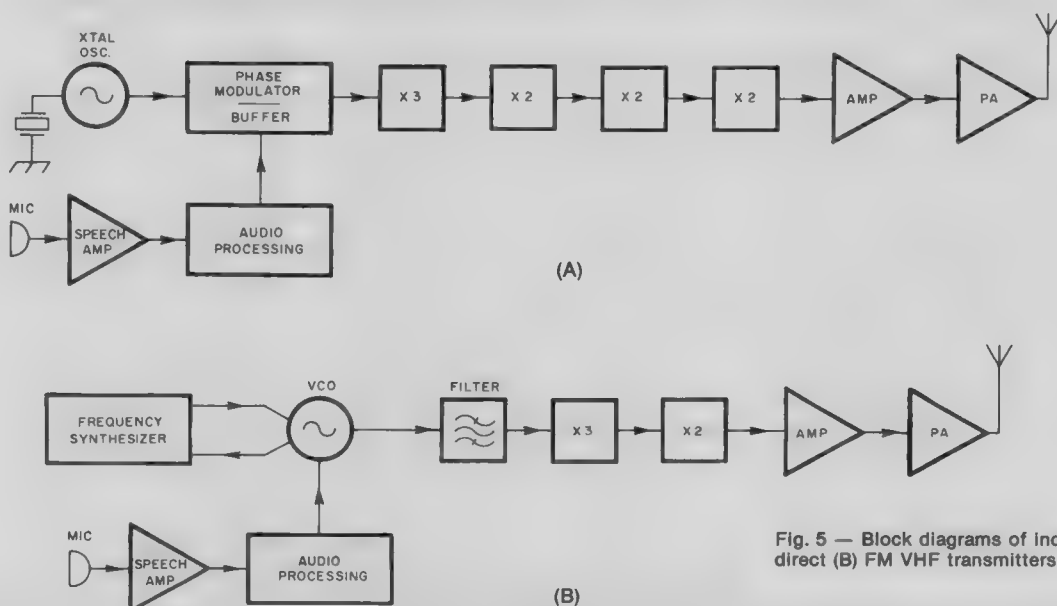 XTAL
OSC.
PHASE
MODULATOR
BUFFER
X 3
X 2
X 2
X 2
AMP
PA
MIC
SPEECH
AMP
AUDIO
PROCESSING
(A)
FREQUENCY
SYNTHESIZER
VCO
FILTER
X 3
X 2
AMP
PA
MIC
SPEECH
AMP
AUDIO
PROCESSING
(B)
Fig. 5 — Block diagrams of
direct (B) FM VHF transmitters